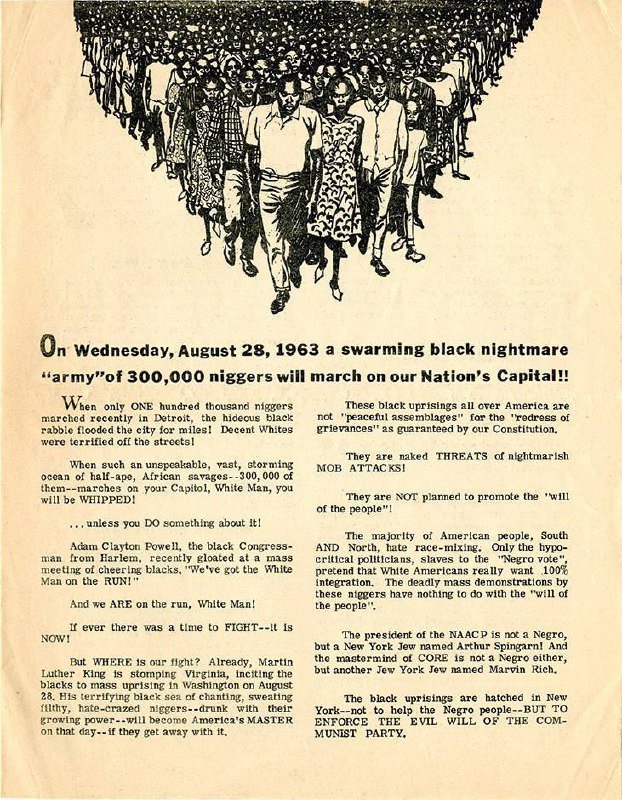 On Wednesday, August 28, 1963 a swarming black nightmare
"army"of 300,000 niggers will march on our Nation's Capital!!
When only ONE hundred thousand niggers
marched recently in Detroit, the hideous black
rabble flooded the city for miles! Decent Whites
were terrified off the streets!
When such an unspeakable, vast, storming
ocean of half-ape, African savages--300,000 of
them--marches on your Capitol, White Man, you
will be WHIPPED!
...unless you DO something about it!
Adam Clayton Powell, the black Congress-
man from Harlem, recently gloated at a mass
meeting of cheering blacks, "We've got the White
Man on the RUN!"
And we ARE on the run, White Man!
If ever there was a time to FIGHT--it is
NOW!
But WHERE is our fight? Already, Martin
Luther King is stomping Virginia, inciting the
blacks to mass uprising in Washington on August
28. His terrifying black sea of chanting, sweating
filthy, hate-crazed niggers--drunk with their
growing power--will become America's MASTER
on that day--if they get away with it.
These black uprisings all over America are
not "peaceful assemblages" for the "redress of
grievances" as guaranteed by our Constitution.
They are naked THREATS of nightmarish
MOB ATTACKS!
They are NOT planned to promote the "will
of the people"!
The majority of American people, South
AND North, hate race-mixing. Only the hypo-
critical politicians, slaves to the "Negro vote",
pretend that White Americans really want 100%
integration. The deadly mass demonstrations by
these niggers have nothing to do with the "will of
the people".
The president of the NAACP is not a Negro,
but a New York Jew named Arthur Spingarn! And
the mastermind of CORE is not a Negro either,
but another Jew York Jew named Marvin Rich.
The black uprisings are hatched in New
York--not to help the Negro people--BUT TO
ENFORCE THE EVIL WILL OF THE COM-
MUNIST PARTY.